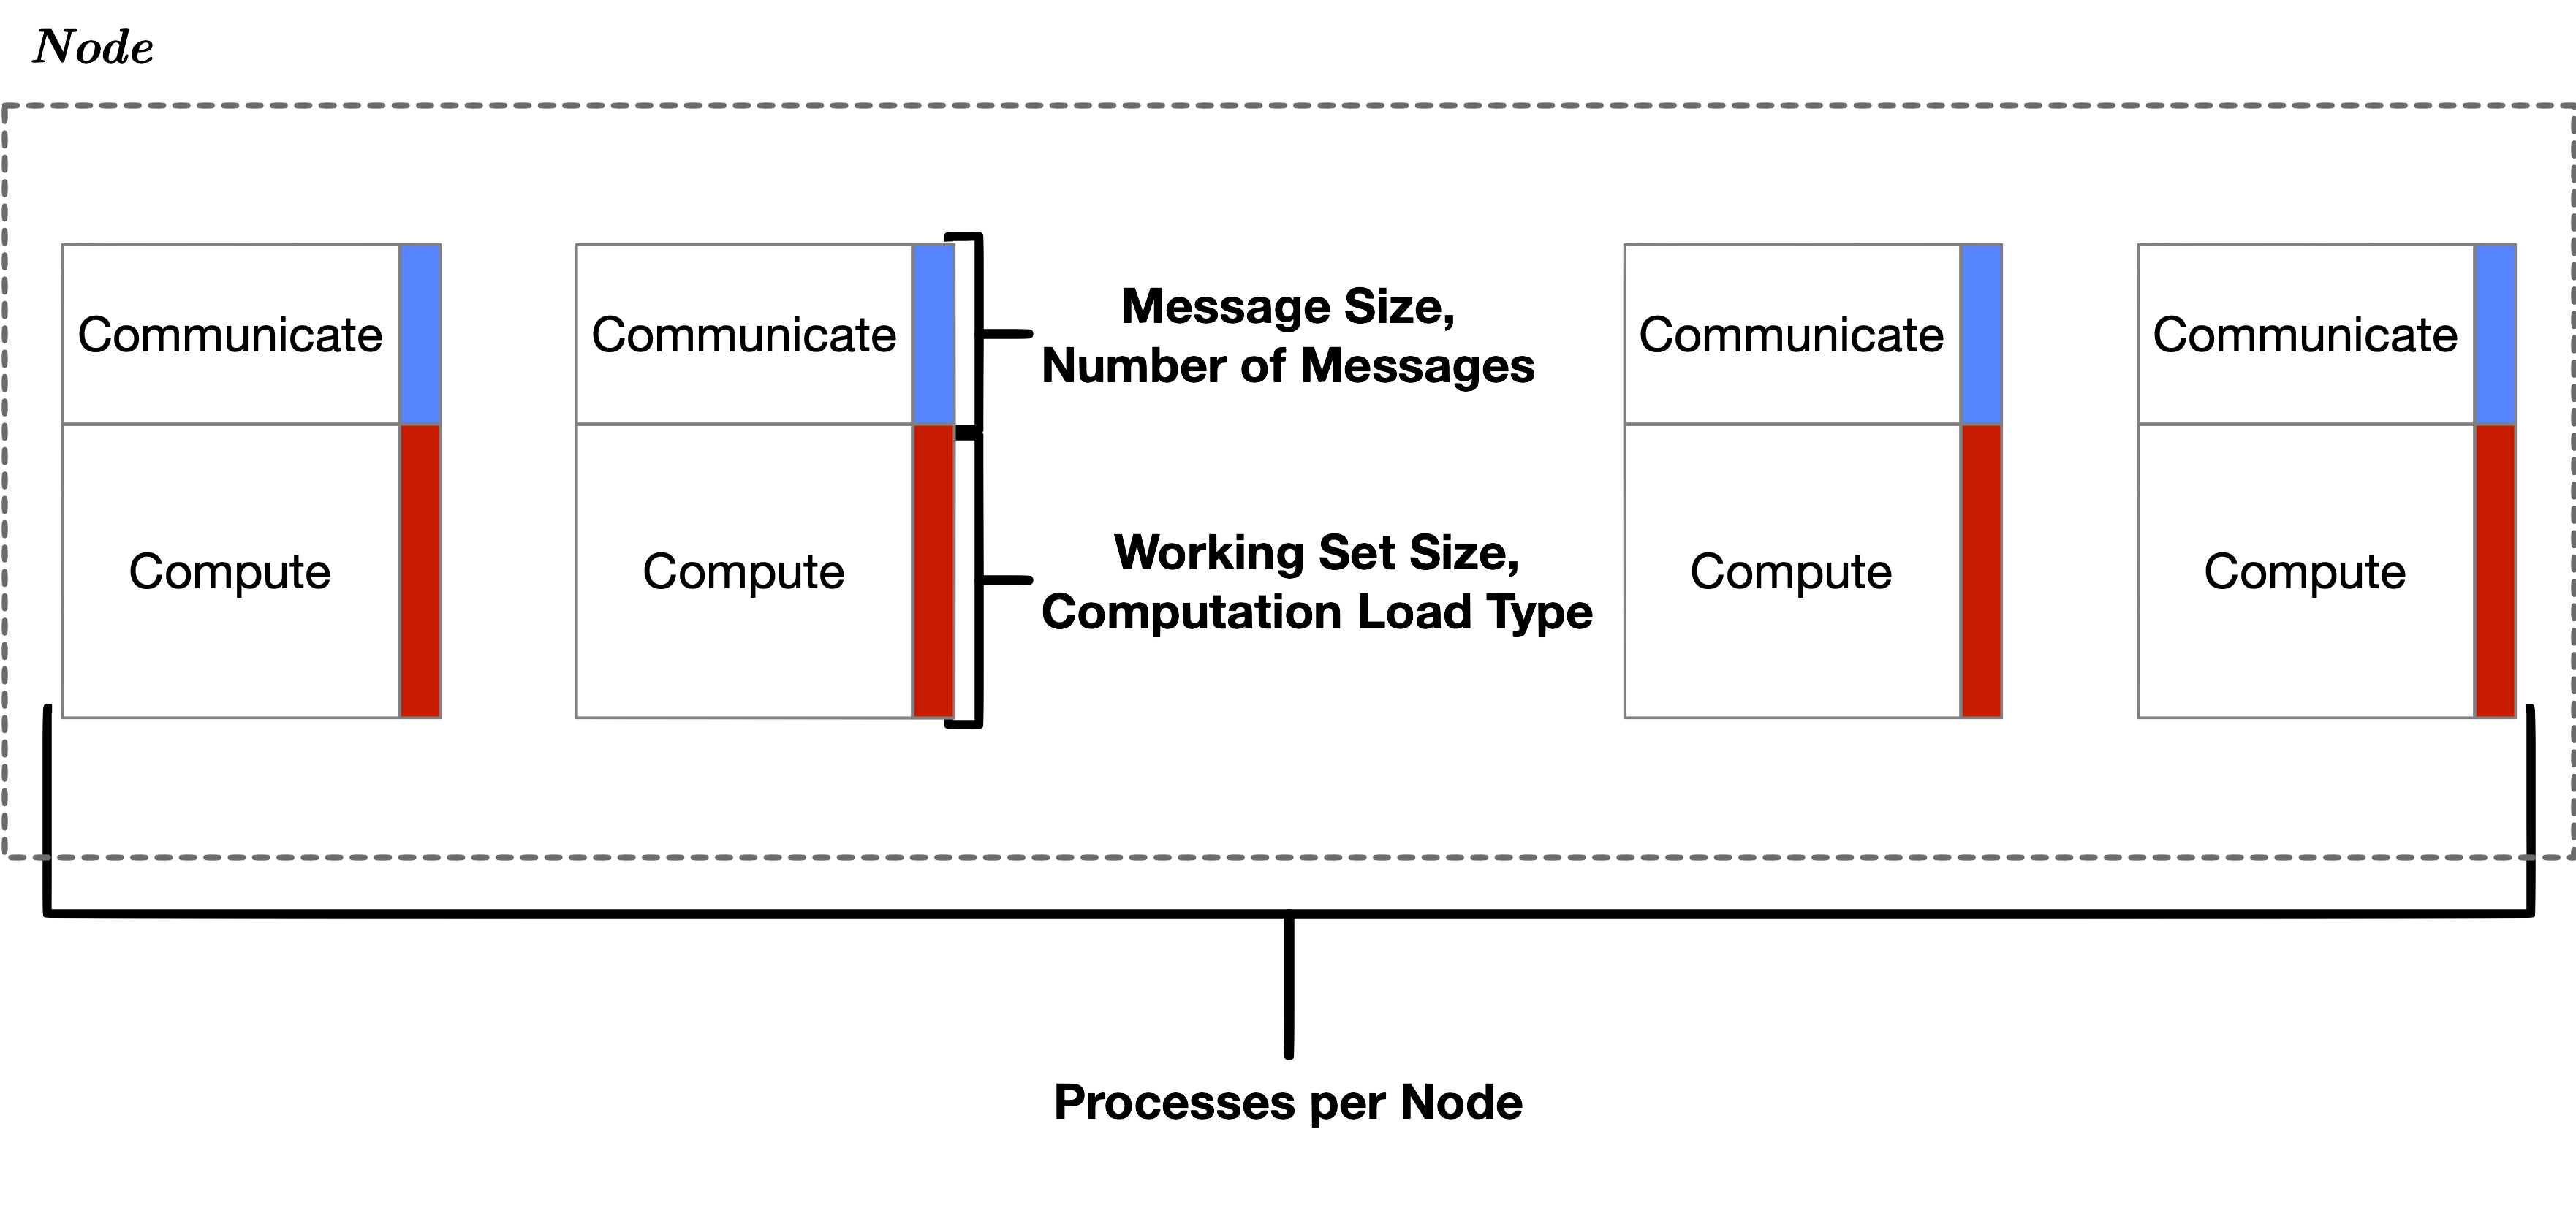 Node
Communicate
Compute
Communicate
Compute
Message Size,
Number of Messages
Working Set Size,
Computation Load Type
Communicate
Compute
Communicate
Compute
Processes per Node